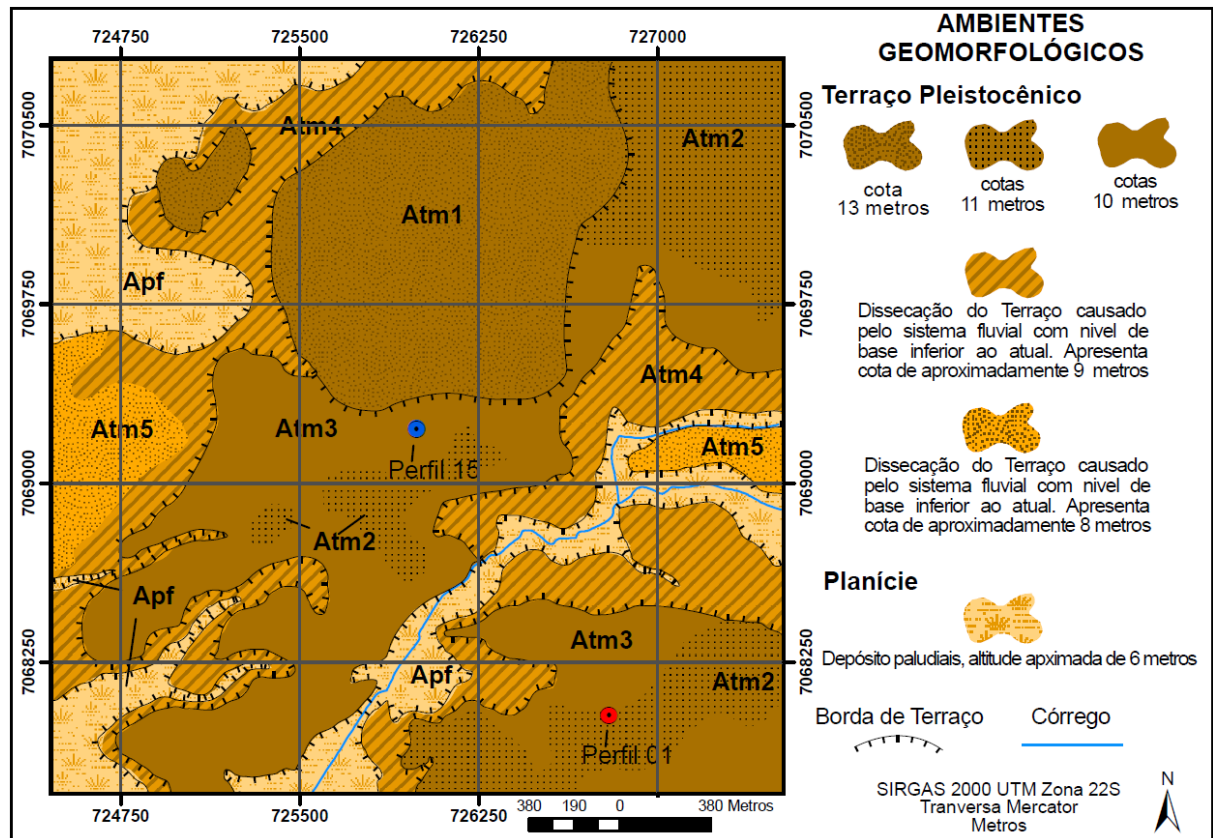 724750 725500 726250 727000
7070500
7069750
7069000
7068250
Atm4
Atm2
Atm1
Apf
Atm4
Atm3
Atm5
Atm5
Perfil 15
Atm2
Apf
Atm3
Apf
Atm2
Perfil 01
7070500
7069750
7069000
7068250
724750 725500 726250 727000
380 190 0 380 Metros
AMBIENTES
GEOMORFOLÓGICOS
Terraço Pleistocênico
cota
13 metros
cotas
11 metros
cotas
10 metros
Dissecação do Terraço causado
pelo sistema fluvial com nivel de
base inferior ao atual. Apresenta
cota de aproximadamente 9 metros
Dissecação do Terraço causado
pelo sistema fluvial com nivel de
base inferior ao atual. Apresenta
cota de aproximadamente 8 metros
Planície
Depósito paludiais, altitude apximada de 6 metros
Borda de Terraço Córrego
SIRGAS 2000 UTM Zona 22S
Tranversa Mercator
Metros
N